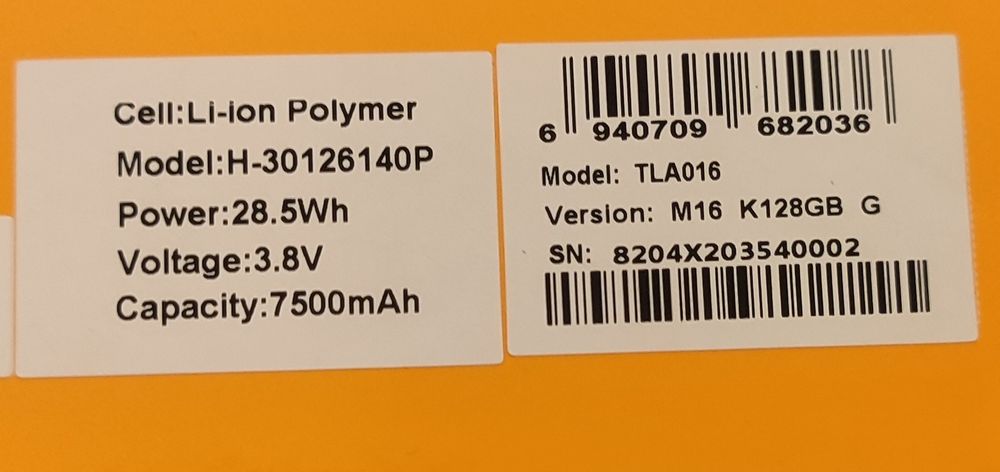 Cell:Li-ion Polymer
Model:H-30126140P
Power:28.5Wh
Voltage:3.8V
Capacity:7500mAh
6 940709 682036
Model: TLA016
Version: M16 K128GB G
SN: 8204X203540002